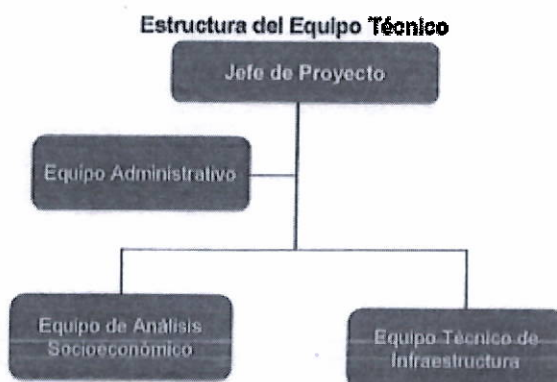 Estructura del Equipo Técnico
Jefe de Proyecto
Equipo Administrativo
Equipo de Análisis
Socioeconómico
Equipo Técnico de
Infraestructura